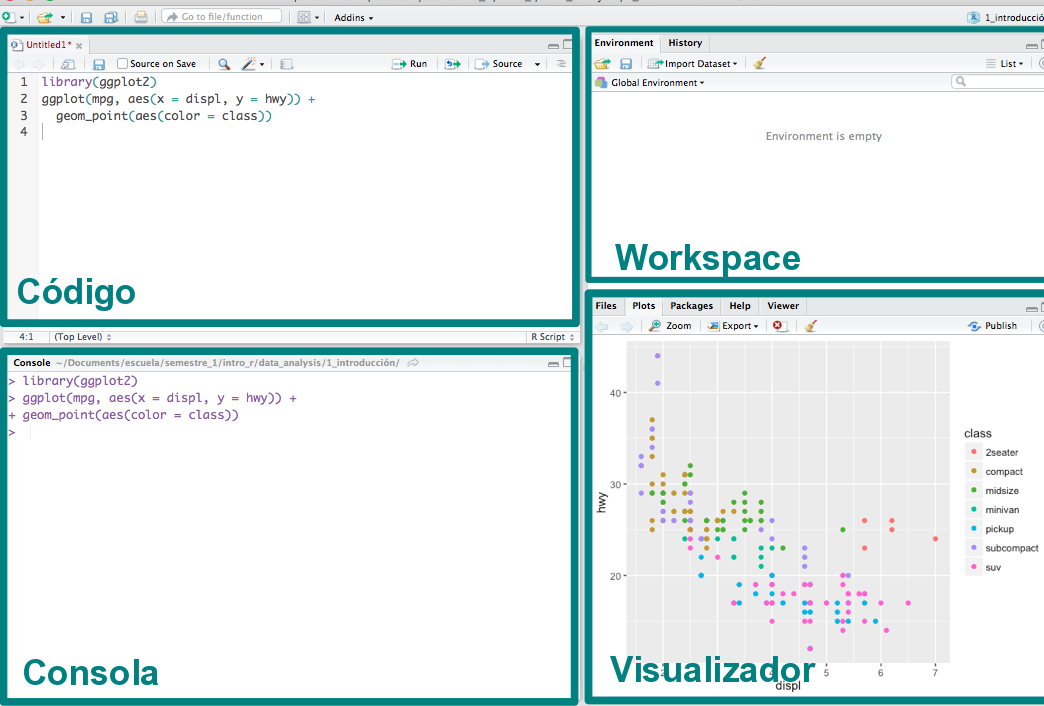 Go to file/function
Addins
1_introducció
Untitled1*
Source on Save
Run
Source
1 library(ggplot2)
2 ggplot(mpg, aes(x = displ, y = hwy)) +
3 geom_point(aes(color = class))
4
Código
4:1 (Top Level)
R Script
Console ~/Documents/escuela/semestre_1/intro_r/data_analysis/1_introducción/
> library(ggplot2)
> ggplot(mpg, aes(x = displ, y = hwy)) +
+ geom_point(aes(color = class))
>
Consola
Environment History
Import Dataset
List
Global Environment
Environment is empty
Workspace
Files Plots Packages Help Viewer
Zoom Export
Publish
40
30
20
hwy
5 6 7
displ
class
2seater
compact
midsize
minivan
pickup
subcompact
suv
Visualizador